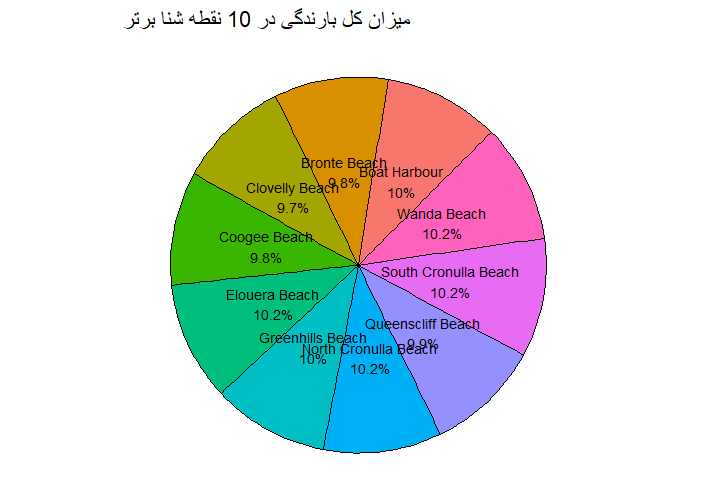 میزان کل بارندگی در 10 نقطه شنا برتر
Bronte Beach
9.8%
Boat Harbour
10%
Clovelly Beach
9.7%
Wanda Beach
10.2%
Coogee Beach
9.8%
South Cronulla Beach
10.2%
Elouera Beach
10.2%
Queenscliff Beach
9.9%
Greenhills Beach
10%
North Cronulla Beach
10.2%